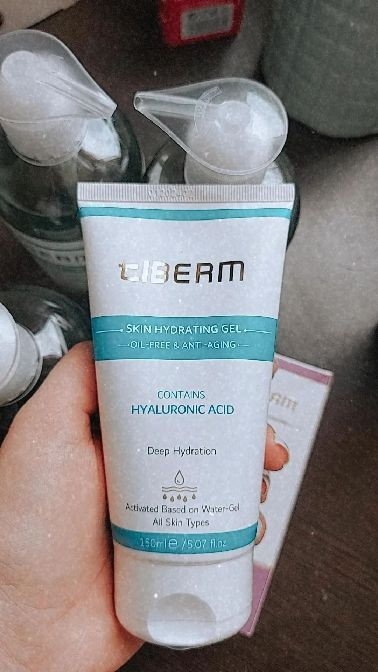 CIBERM
SKIN HYDRATING GEL
OIL-FREE & ANTI-AGING
CONTAINS
HYALURONIC ACID
Deep Hydration
Activated Based on Water-Gel
All Skin Types
150ml e /5.07 fl.oz